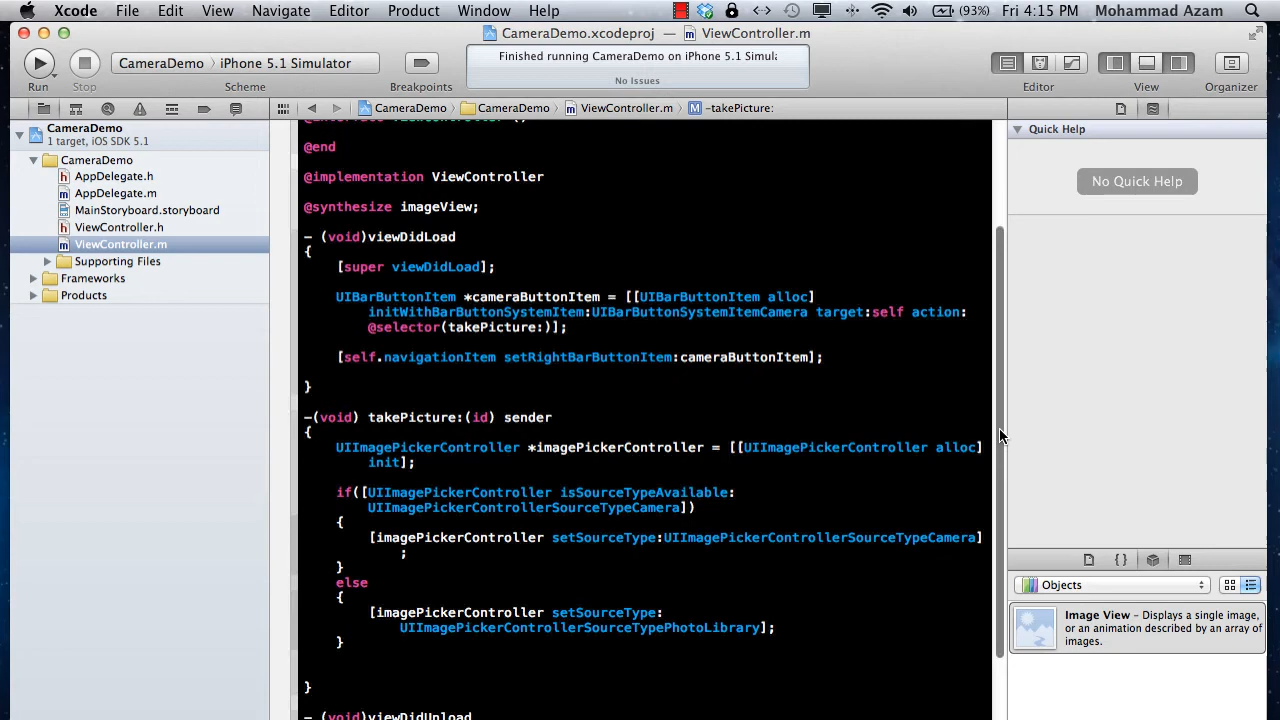 Xcode File Edit View Navigate Editor Product Window Help (93%) Fri 4:15 PM Mohammad Azam
CameraDemo.xcodeproj — ViewController.m
CameraDemo iPhone 5.1 Simulator
Finished running CameraDemo on iPhone 5.1 Simula
No Issues
Run Stop Scheme Breakpoints Editor View Organizer
CameraDemo CameraDemo ViewController.m M -takePicture:
CameraDemo
1 target, iOS SDK 5.1
CameraDemo
h AppDelegate.h
m AppDelegate.m
MainStoryboard.storyboard
h ViewController.h
m ViewController.m
Supporting Files
Frameworks
Products
@interface ViewController ()
@end
@implementation ViewController
@synthesize imageView;
- (void)viewDidLoad
{
[super viewDidLoad];
UIBarButtonItem *cameraButtonItem = [[UIBarButtonItem alloc]
initWithBarButtonSystemItem:UIBarButtonSystemItemCamera target:self action:
@selector(takePicture:)];
[self.navigationItem setRightBarButtonItem:cameraButtonItem];
}
-(void) takePicture:(id) sender
{
UIImagePickerController *imagePickerController = [[UIImagePickerController alloc]
init];
if([UIImagePickerController isSourceTypeAvailable:
UIImagePickerControllerSourceTypeCamera])
{
[imagePickerController setSourceType:UIImagePickerControllerSourceTypeCamera]
;
}
else
{
[imagePickerController setSourceType:
UIImagePickerControllerSourceTypePhotoLibrary];
}
}
- (void)viewDidUnload
Quick Help
No Quick Help
{ }
Objects
Image View – Displays a single image,
or an animation described by an array of
images.